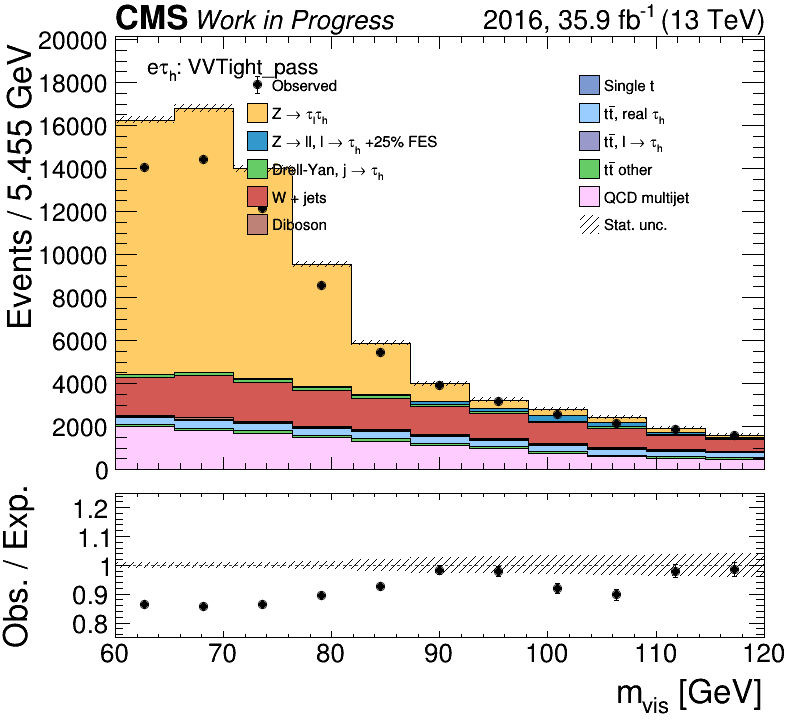 CMS Work in Progress 2016, 35.9 fb⁻¹ (13 TeV)
eτh: VVTight_pass
Observed
Z → τlτh
Z → ll, l → τh +25% FES
Drell-Yan, j → τh
W + jets
Diboson
Single t
tt̅, real τh
tt̅, l → τh
tt̅ other
QCD multijet
Stat. unc.
Events / 5.455 GeV
20000
18000
16000
14000
12000
10000
8000
6000
4000
2000
0
Obs. / Exp.
1.2
1.1
1
0.9
0.8
60 70 80 90 100 110 120
mvis [GeV]